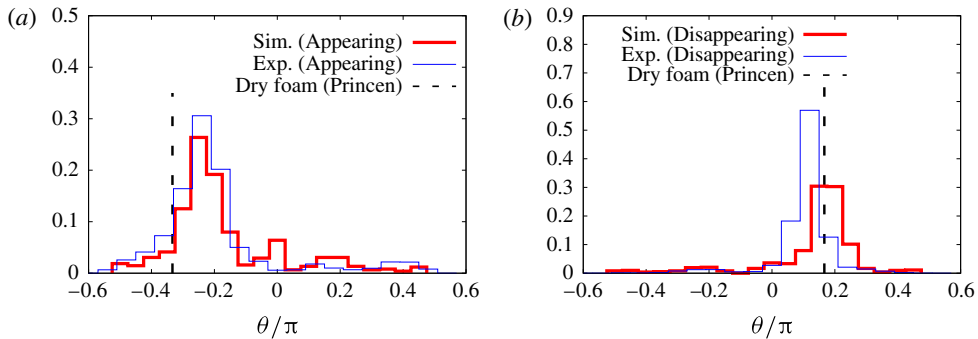 (a)
0.5
0.4
0.3
0.2
0.1
0
−0.6 −0.4 −0.2 0 0.2 0.4 0.6
θ/π
Sim. (Appearing)
Exp. (Appearing)
Dry foam (Princen)
(b)
0.9
0.8
0.7
0.6
0.5
0.4
0.3
0.2
0.1
0
−0.6 −0.4 −0.2 0 0.2 0.4 0.6
θ/π
Sim. (Disappearing)
Exp. (Disappearing)
Dry foam (Princen)